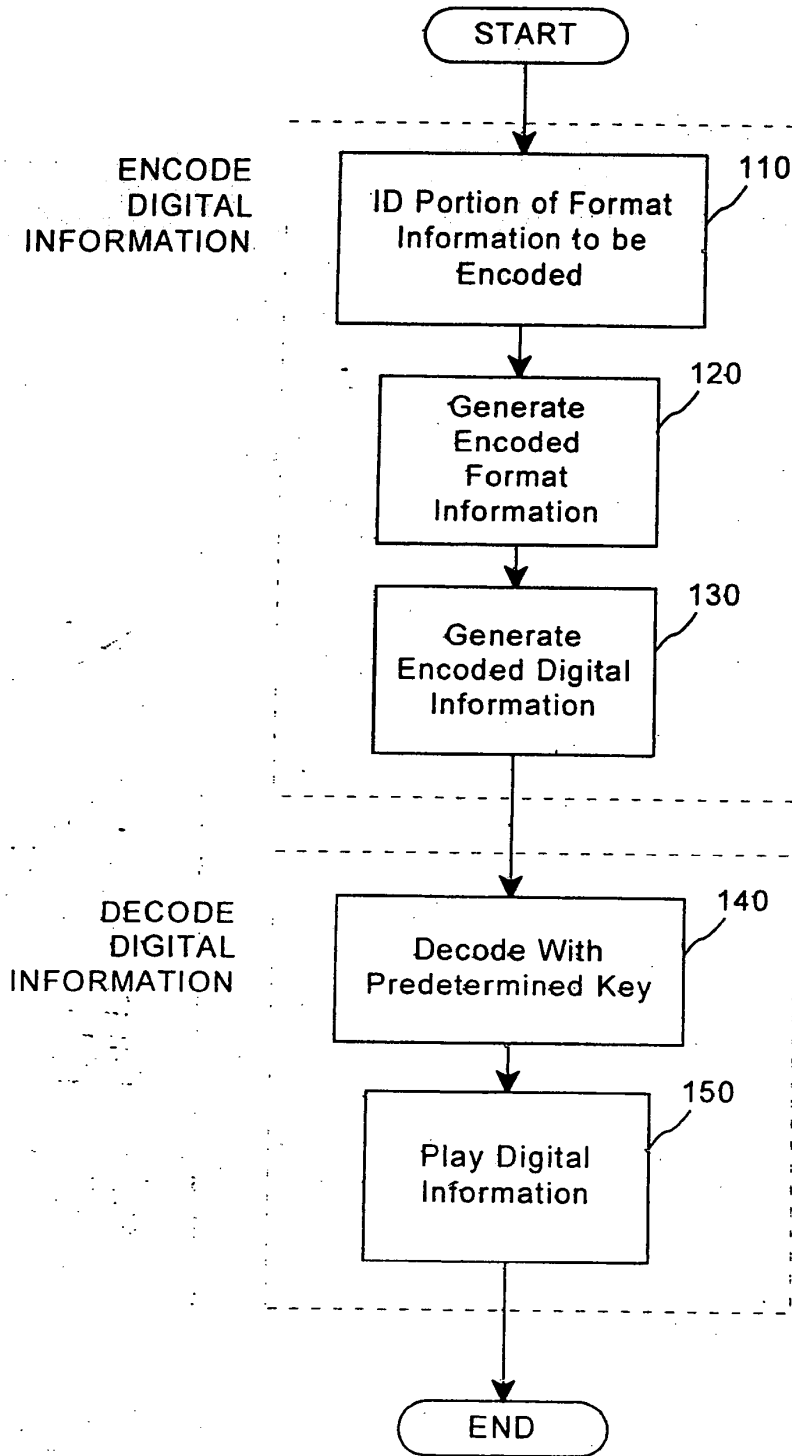 START
ENCODE
DIGITAL
INFORMATION
110
ID Portion of Format
Information to be
Encoded
120
Generate
Encoded
Format
Information
130
Generate
Encoded Digital
Information
DECODE
DIGITAL
INFORMATION
140
Decode With
Predetermined Key
150
Play Digital
Information
END